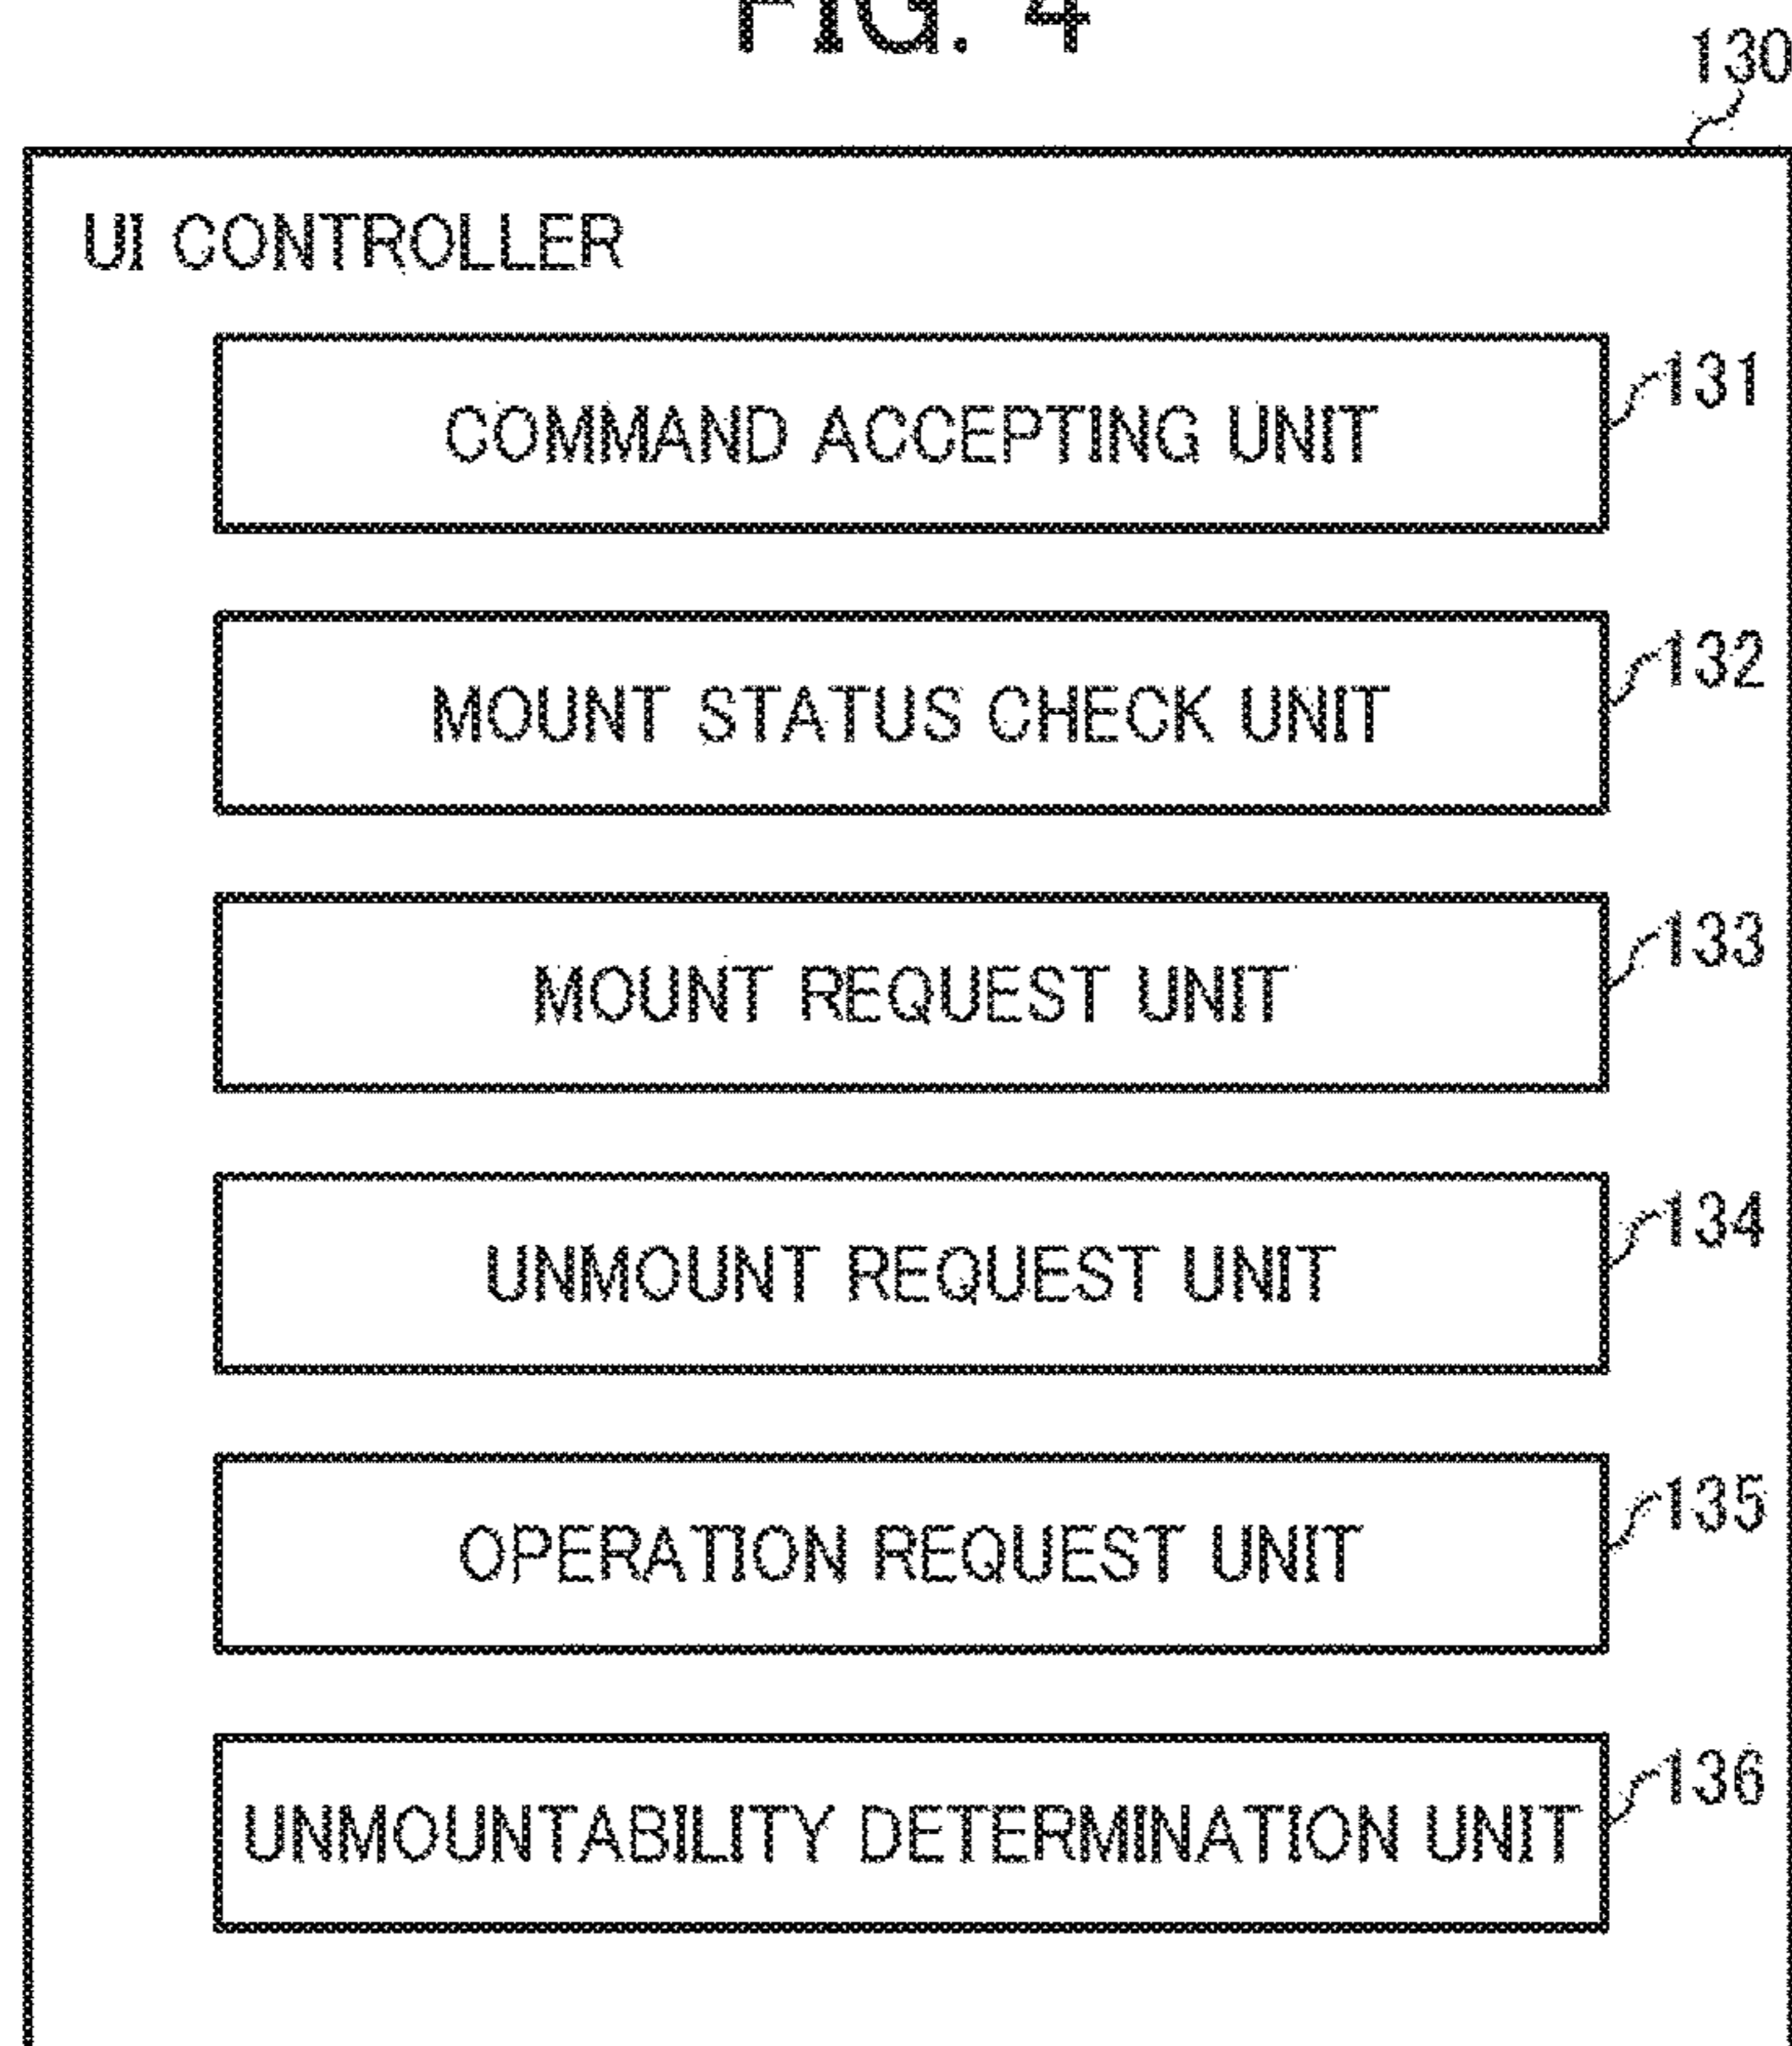 FIG. 4
130
UI CONTROLLER
COMMAND ACCEPTING UNIT
131
MOUNT STATUS CHECK UNIT
132
MOUNT REQUEST UNIT
133
UNMOUNT REQUEST UNIT
134
OPERATION REQUEST UNIT
135
UNMOUNTABILITY DETERMINATION UNIT
136